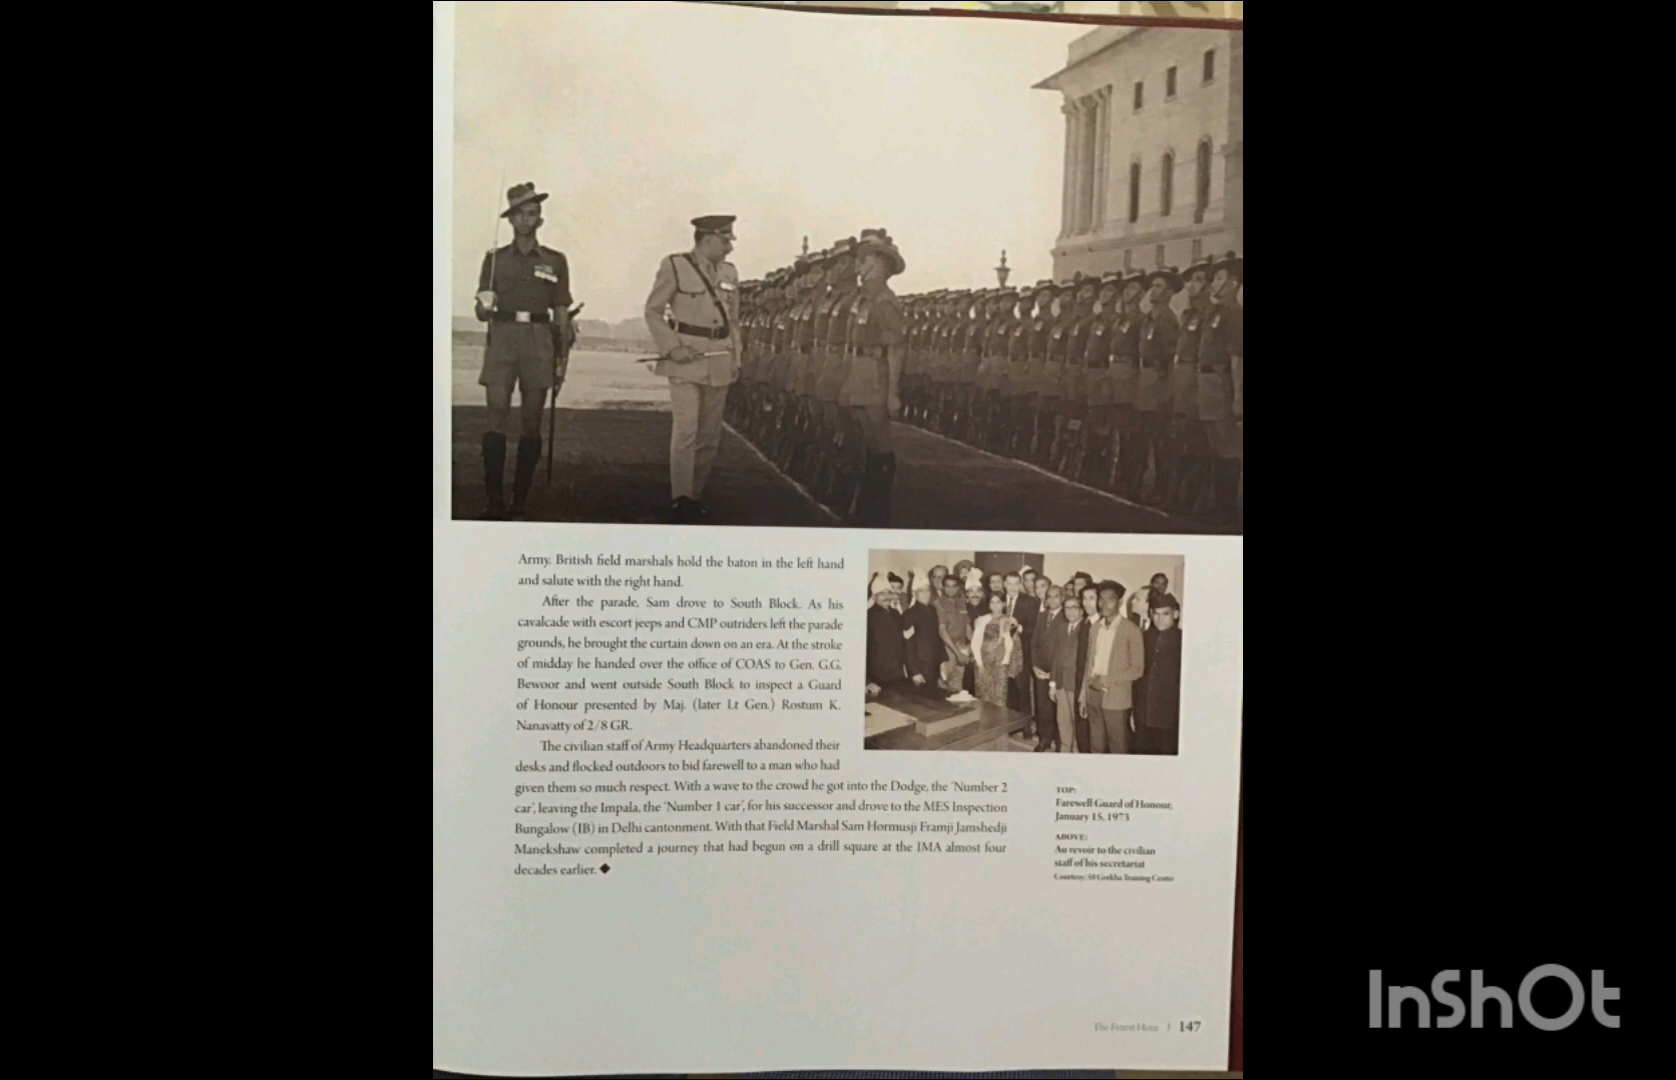 Army. British field marshals hold the baton in the left hand
and salute with the right hand.
After the parade, Sam drove to South Block. As his
cavalcade with escort jeeps and CMP outriders left the parade
grounds, he brought the curtain down on an era. At the stroke
of midday he handed over the office of COAS to Gen. G.G.
Bewoor and went outside South Block to inspect a Guard
of Honour presented by Maj. (later Lt Gen.) Rostum K.
Nanavatty of 2/8 GR.
The civilian staff of Army Headquarters abandoned their
desks and flocked outdoors to bid farewell to a man who had
given them so much respect. With a wave to the crowd he got into the Dodge, the 'Number 2
car', leaving the Impala, the 'Number 1 car', for his successor and drove to the MES Inspection
Bungalow (IB) in Delhi cantonment. With that Field Marshal Sam Hormusji Framji Jamshedji
Manekshaw completed a journey that had begun on a drill square at the IMA almost four
decades earlier. ◆
TOP:
Farewell Guard of Honour,
January 15, 1973
ABOVE:
Au revoir to the civilian
staff of his secretariat
Courtesy: 58 Gorkha Training Centre
The Finest Hour | 147
InShOt